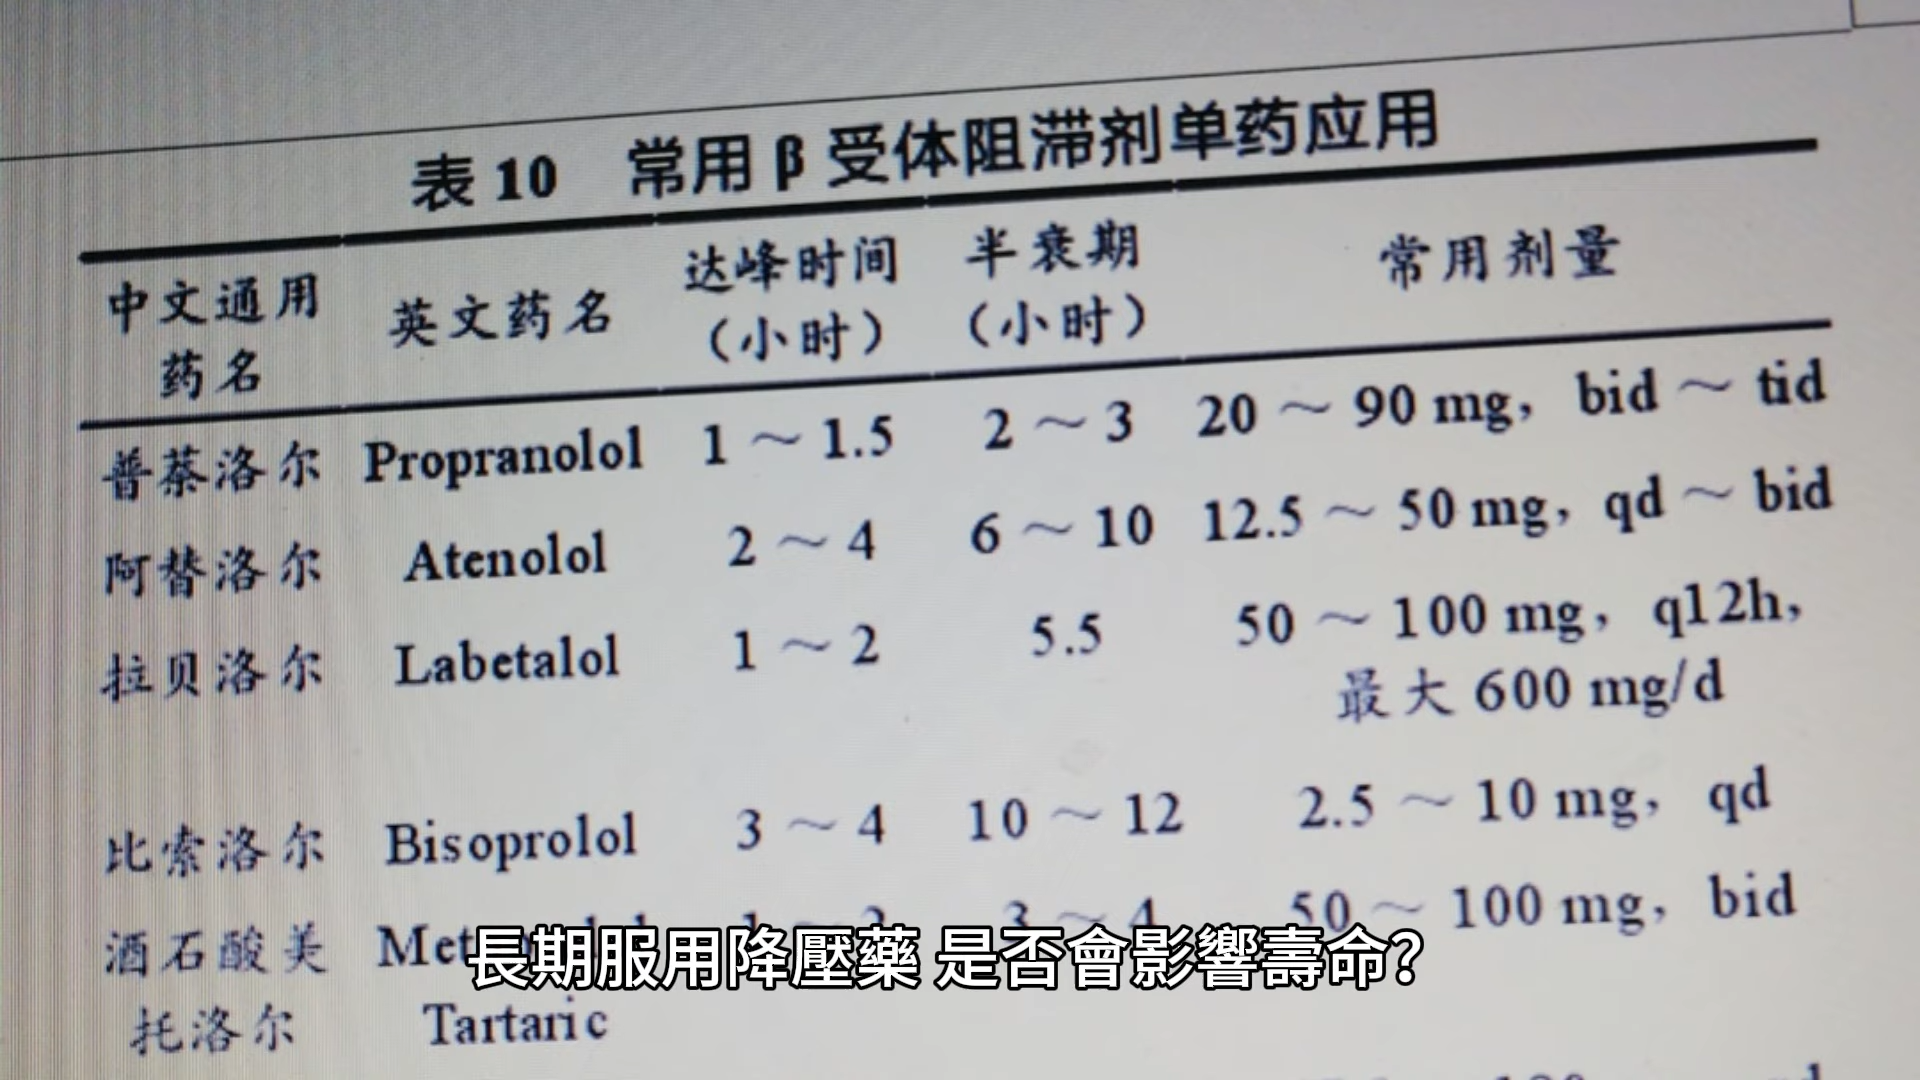 表 10 常用 β 受体阻滞剂单药应用
中文通用药名 英文药名 达峰时间（小时） 半衰期（小时） 常用剂量
普萘洛尔 Propranolol 1 ～ 1.5 2 ～ 3 20 ～ 90 mg，bid ～ tid
阿替洛尔 Atenolol 2 ～ 4 6 ～ 10 12.5 ～ 50 mg，qd ～ bid
拉贝洛尔 Labetalol 1 ～ 2 5.5 50 ～ 100 mg，q12h，
最大 600 mg/d
比索洛尔 Bisoprolol 3 ～ 4 10 ～ 12 2.5 ～ 10 mg，qd
酒石酸美 3 ～ 4 50 ～ 100 mg，bid
長期服用降壓藥 是否會影響壽命？
托洛尔 Tartaric